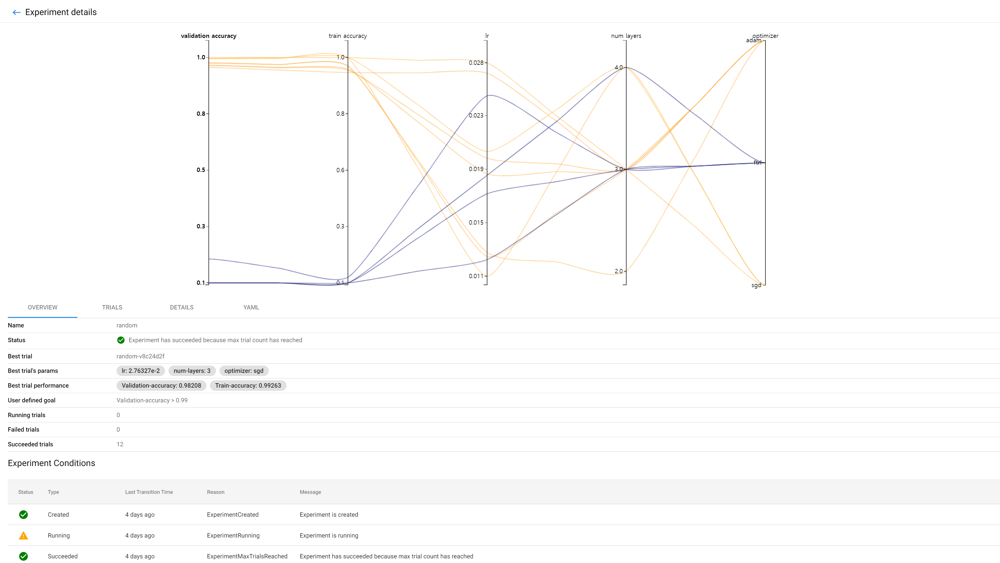 Experiment details
validation accuracy train accuracy lr num layers optimizer
1.0 0.8 0.5 0.3 0.1
1.0 0.8 0.6 0.3 0.1
0.028 0.023 0.019 0.015 0.011
4.0 3.0 2.0
adam ftrl sgd
OVERVIEW TRIALS DETAILS YAML
Name random
Status Experiment has succeeded because max trial count has reached
Best trial random-v8c24d2f
Best trial's params lr: 2.76327e-2 num-layers: 3 optimizer: sgd
Best trial performance Validation-accuracy: 0.98208 Train-accuracy: 0.99263
User defined goal Validation-accuracy > 0.99
Running trials 0
Failed trials 0
Succeeded trials 12
Experiment Conditions
Status Type Last Transition Time Reason Message
Created 4 days ago ExperimentCreated Experiment is created
Running 4 days ago ExperimentRunning Experiment is running
Succeeded 4 days ago ExperimentMaxTrialsReached Experiment has succeeded because max trial count has reached